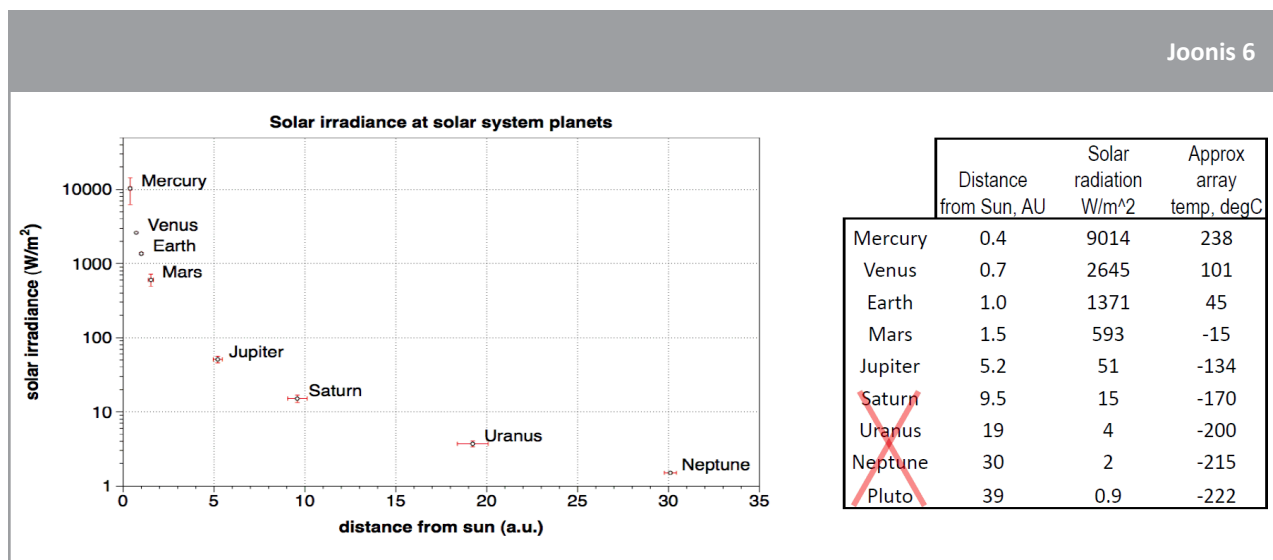 Joonis 6
Solar irradiance at solar system planets
solar irradiance (W/m²)
10000
1000
100
10
1
Mercury
Venus
Earth
Mars
Jupiter
Saturn
Uranus
Neptune
0 5 10 15 20 25 30 35
distance from sun (a.u.)
Distance from Sun, AU Solar radiation W/m^2 Approx array temp, degC
Mercury 0.4 9014 238
Venus 0.7 2645 101
Earth 1.0 1371 45
Mars 1.5 593 -15
Jupiter 5.2 51 -134
Saturn 9.5 15 -170
Uranus 19 4 -200
Neptune 30 2 -215
Pluto 39 0.9 -222